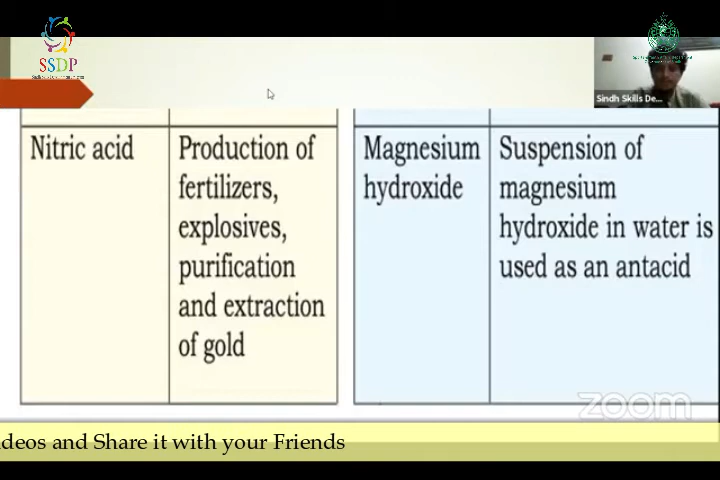 SSDP
Sindh Skills De...
Nitric acid
Production of
fertilizers,
explosives,
purification
and extraction
of gold
Magnesium
hydroxide
Suspension of
magnesium
hydroxide in water is
used as an antacid
zoom
deos and Share it with your Friends